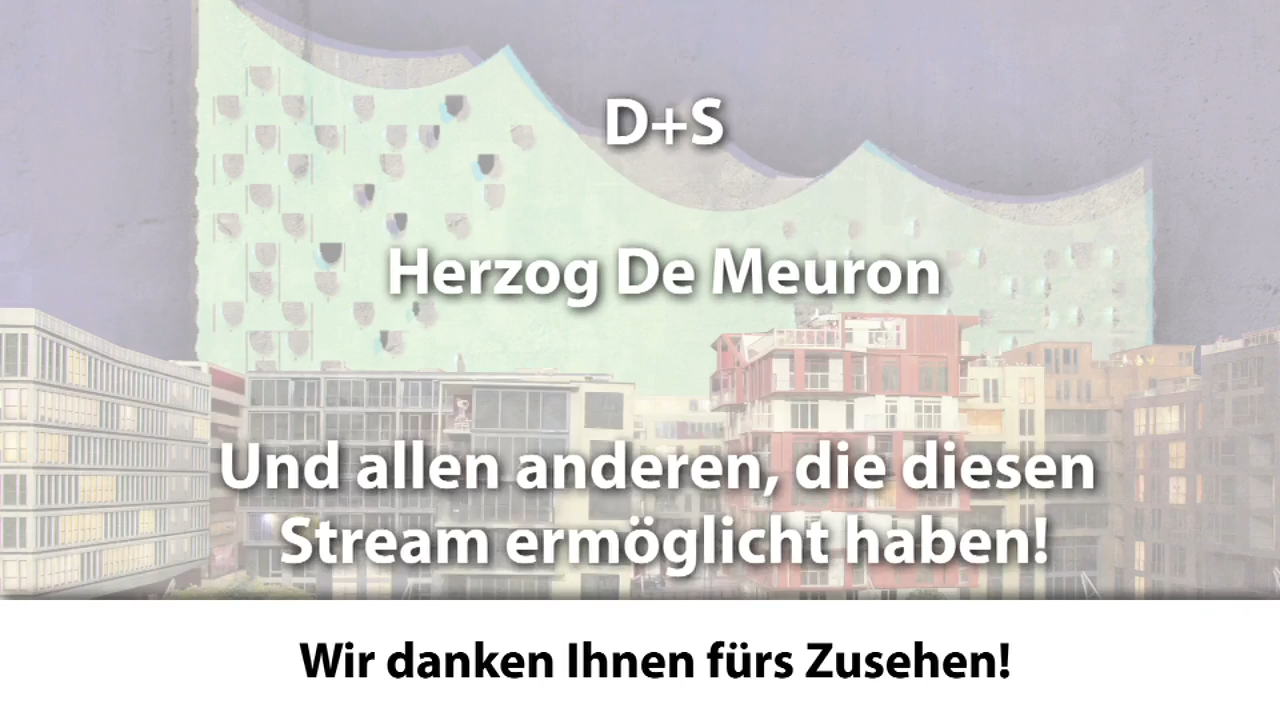 D+S
Herzog De Meuron
Und allen anderen, die diesen
Stream ermöglicht haben!
Wir danken Ihnen fürs Zusehen!